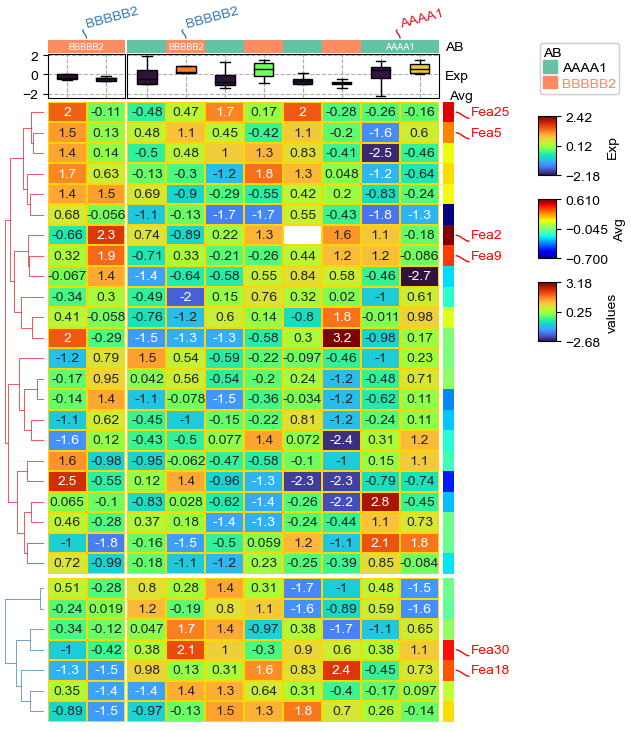 BBBBB2 BBBBB2 AAAA1
BBBBB2 BBBBB2 AAAA1 AB
2
0
−2
Exp
Avg
2 -0.11 -0.48 0.47 1.7 0.17 2 -0.28 -0.26 -0.16 Fea25
1.5 0.13 0.48 1.1 0.45 -0.42 1.1 -0.2 -1.6 0.6 Fea5
1.4 0.14 -0.5 0.48 1 1.3 0.83 -0.41 -2.5 -0.46
1.7 0.63 -0.13 -0.3 -1.2 1.8 1.3 0.048 -1.2 -0.64
1.4 1.5 0.69 -0.9 -0.29 -0.55 0.42 0.2 -0.83 -0.24
0.68 -0.056 -1.1 -0.13 -1.7 -1.7 0.55 -0.43 -1.8 -1.3
-0.66 2.3 0.74 -0.89 0.22 1.3 1.6 1.1 -0.18 Fea2
0.32 1.9 -0.71 0.33 -0.21 -0.26 0.44 1.2 1.2 -0.086 Fea9
-0.067 1.4 -1.4 -0.64 -0.58 0.55 0.84 0.58 -0.46 -2.7
-0.34 0.3 -0.49 -2 0.15 0.76 0.32 0.02 -1 0.61
0.41 -0.058 -0.76 -1.2 0.6 0.14 -0.8 1.8 -0.011 0.98
2 -0.29 -1.5 -1.3 -1.3 -0.58 0.3 3.2 -0.98 0.17
-1.2 0.79 1.5 0.54 -0.59 -0.22 -0.097 -0.46 -1 0.23
-0.17 0.95 0.042 0.56 -0.54 -0.2 0.24 -1.2 -0.48 0.71
-0.14 1.4 -1.1 -0.078 -1.5 -0.36 -0.034 -1.2 -0.62 0.11
-1.1 0.62 -0.45 -1 -0.15 -0.22 0.81 -1.2 -0.24 0.11
-1.6 0.12 -0.43 -0.5 0.077 1.4 0.072 -2.4 0.31 1.2
1.6 -0.98 -0.95 -0.062 -0.47 -0.58 -0.1 -1 0.15 1.1
2.5 -0.55 0.12 1.4 -0.96 -1.3 -2.3 -2.3 -0.79 -0.74
0.065 -0.1 -0.83 0.028 -0.62 -1.4 -0.26 -2.2 2.8 -0.45
0.46 -0.28 0.37 0.18 -1.4 -1.3 -0.24 -0.44 1.1 0.73
-1 -1.8 -0.16 -1.5 -0.5 0.059 1.2 -1.1 2.1 1.8
0.72 -0.99 -0.18 -1.1 -1.2 0.23 -0.25 -0.39 0.85 -0.084
0.51 -0.28 0.8 0.28 1.4 0.31 -1.7 -1 0.48 -1.5
-0.24 0.019 1.2 -0.19 0.8 1.1 -1.6 -0.89 0.59 -1.6
-0.34 -0.12 0.047 1.7 1.4 -0.97 0.38 -1.7 -1.1 0.65
-1 -0.42 0.38 2.1 1 -0.3 0.9 0.6 0.38 1.1 Fea30
-1.3 -1.5 0.98 0.13 0.31 1.6 0.83 2.4 -0.45 0.73 Fea18
0.35 -1.4 -1.4 1.4 1.3 0.64 0.31 -0.4 0.17 0.097
-0.89 -1.5 -0.97 -0.13 1.5 1.3 1.8 0.7 0.26 -0.14
AB
AAAA1
BBBBB2
2.42
0.12
−2.18
Exp
0.610
−0.045
−0.700
Avg
3.18
0.25
−2.68
values